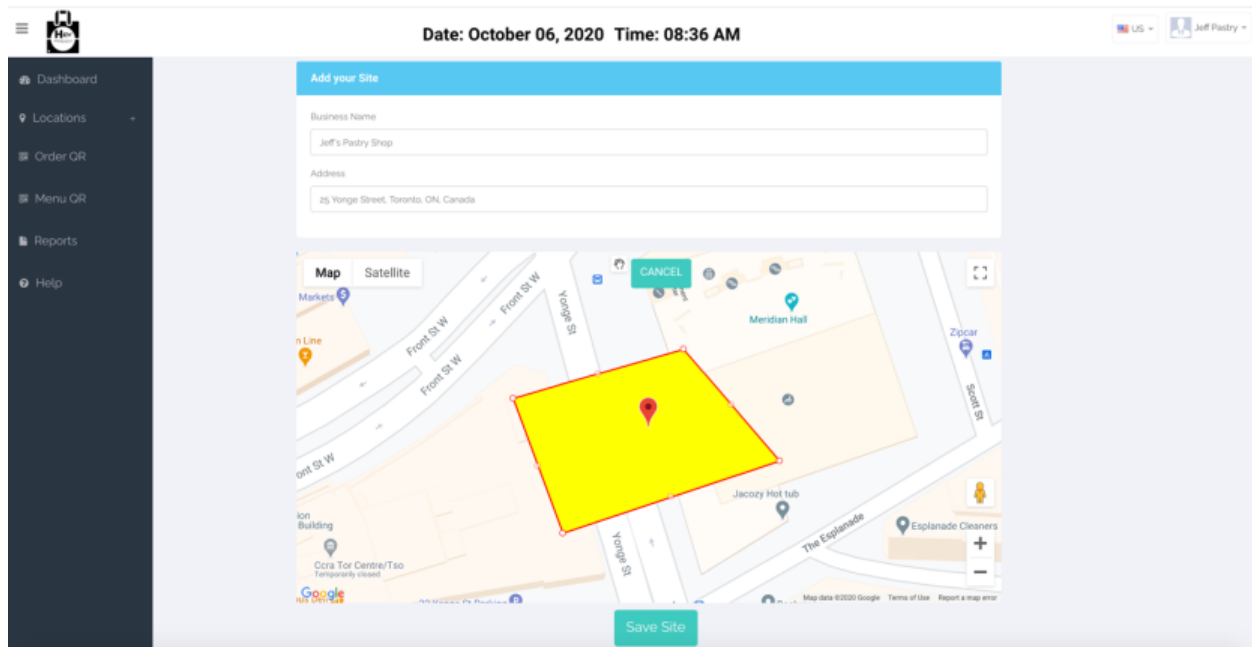 Date: October 06, 2020 Time: 08:36 AM
US
Jeff Pastry
Dashboard
Locations
Order QR
Menu QR
Reports
Help
Add your Site
Business Name
Jeff's Pastry Shop
Address
25 Yonge Street, Toronto, ON, Canada
Map Satellite
CANCEL
Markets
Front St W
Front St W
Front St W
Yonge St
Meridian Hall
Zipcar
n Line
Scott St
ont St W
Jacozy Hot tub
ion
Building
The Esplanade
Esplanade Cleaners
Ccra Tor Centre/Tso
Temporarily closed
Yonge St
Google
Map data ©2020 Google Terms of Use Report a map error
Save Site